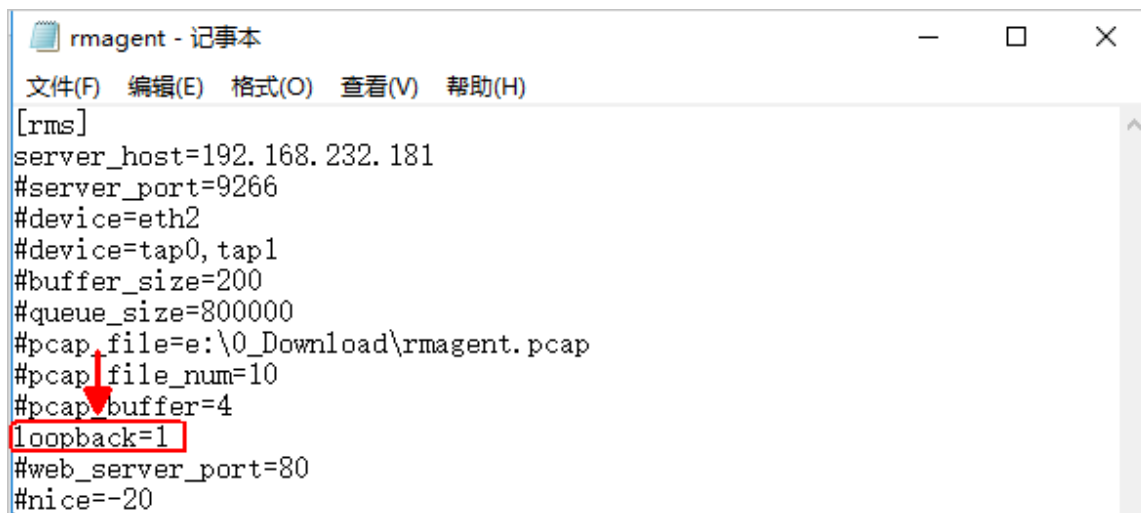 rmagent - 记事本
文件(F) 编辑(E) 格式(O) 查看(V) 帮助(H)
[rms]
server_host=192.168.232.181
#server_port=9266
#device=eth2
#device=tap0,tap1
#buffer_size=200
#queue_size=800000
#pcap_file=e:\0_Download\rmagent.pcap
#pcap_file_num=10
#pcap_buffer=4
loopback=1
#web_server_port=80
#nice=-20